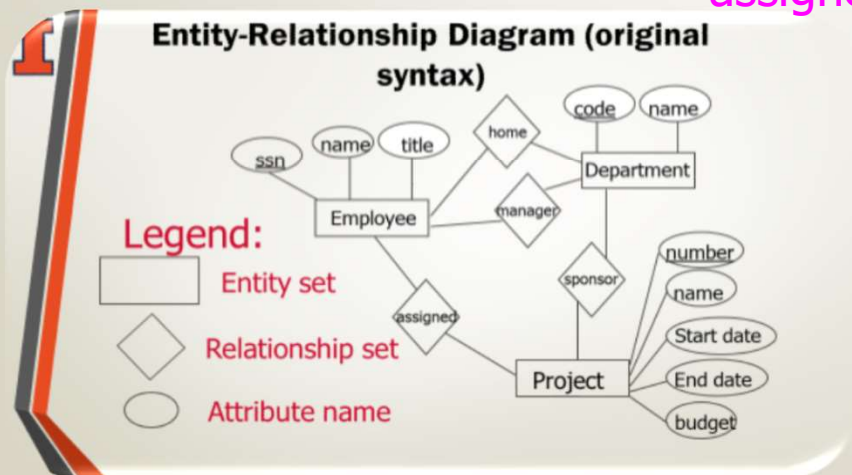 Entity-Relationship Diagram (original
syntax)
code
name
home
name
title
ssn
Department
manager
Employee
Legend:
number
sponsor
Entity set
name
assigned
Start date
Relationship set
Project
End date
Attribute name
budget